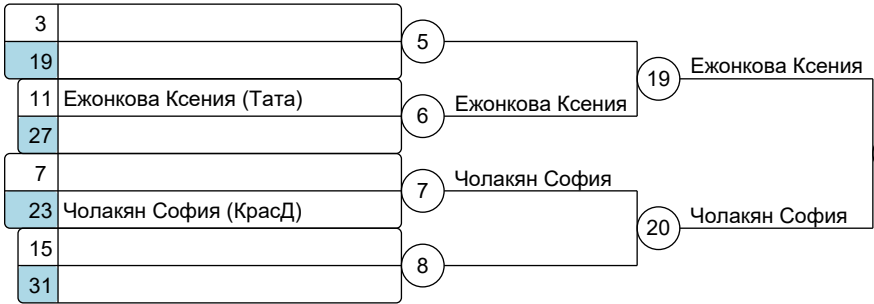 3
5
19
19 Ежонкова Ксения
11 Ежонкова Ксения (Тата)
6 Ежонкова Ксения
27
7
7 Чолакян София
23 Чолакян София (КрасД)
20 Чолакян София
15
8
31